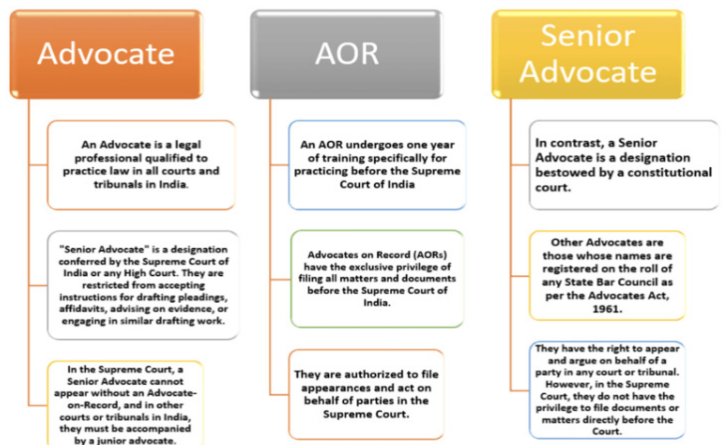 Advocate
An Advocate is a legal
professional qualified to
practice law in all courts and
tribunals in India.
"Senior Advocate" is a designation
conferred by the Supreme Court of
India or any High Court. They are
restricted from accepting
instructions for drafting pleadings,
affidavits, advising on evidence, or
engaging in similar drafting work.
In the Supreme Court, a
Senior Advocate cannot
appear without an Advocate-
on-Record, and in other
courts or tribunals in India,
they must be accompanied
by a junior advocate.
AOR
An AOR undergoes one year
of training specifically for
practicing before the Supreme
Court of India
Advocates on Record (AORs)
have the exclusive privilege of
filing all matters and documents
before the Supreme Court of
India.
They are authorized to file
appearances and act on
behalf of parties in the
Supreme Court.
Senior
Advocate
In contrast, a Senior
Advocate is a designation
bestowed by a constitutional
court.
Other Advocates are
those whose names are
registered on the roll of
any State Bar Council as
per the Advocates Act,
1961.
They have the right to appear
and argue on behalf of a
party in any court or tribunal.
However, in the Supreme
Court, they do not have the
privilege to file documents or
matters directly before the
Court.